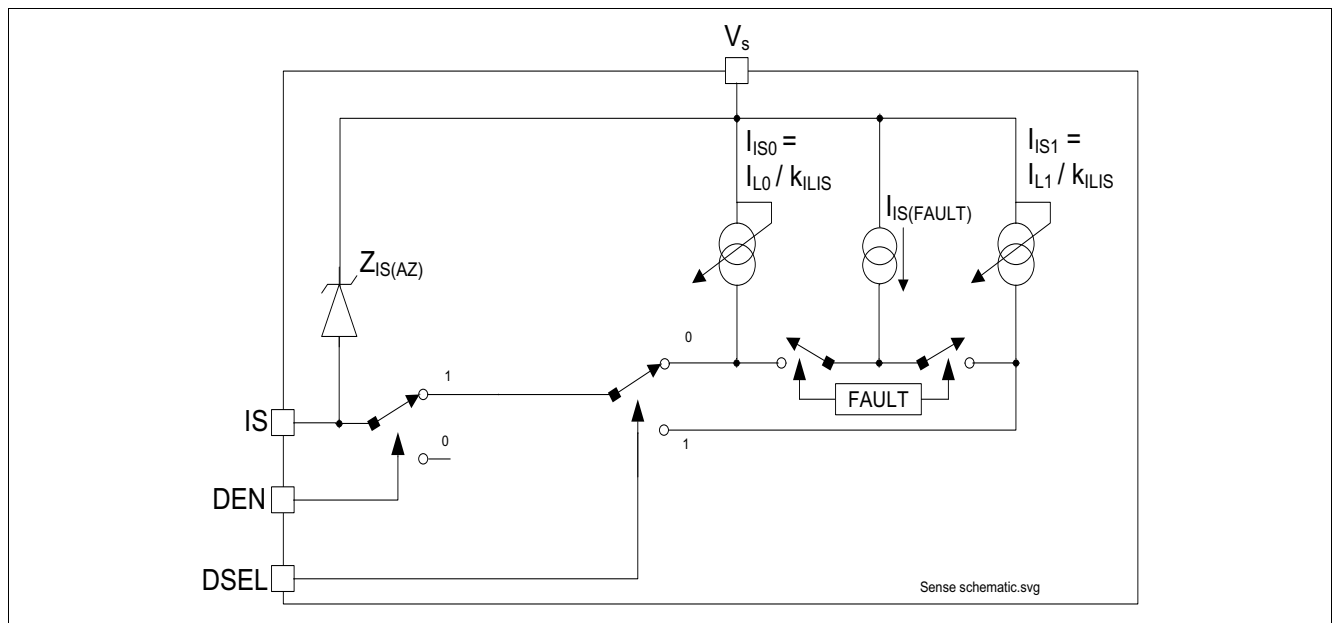 Vs
IIS0 =
IL0 / kILIS
IIS(FAULT)
IIS1 =
IL1 / kILIS
ZIS(AZ)
0
1
FAULT
IS
0
1
DEN
DSEL
Sense schematic.svg